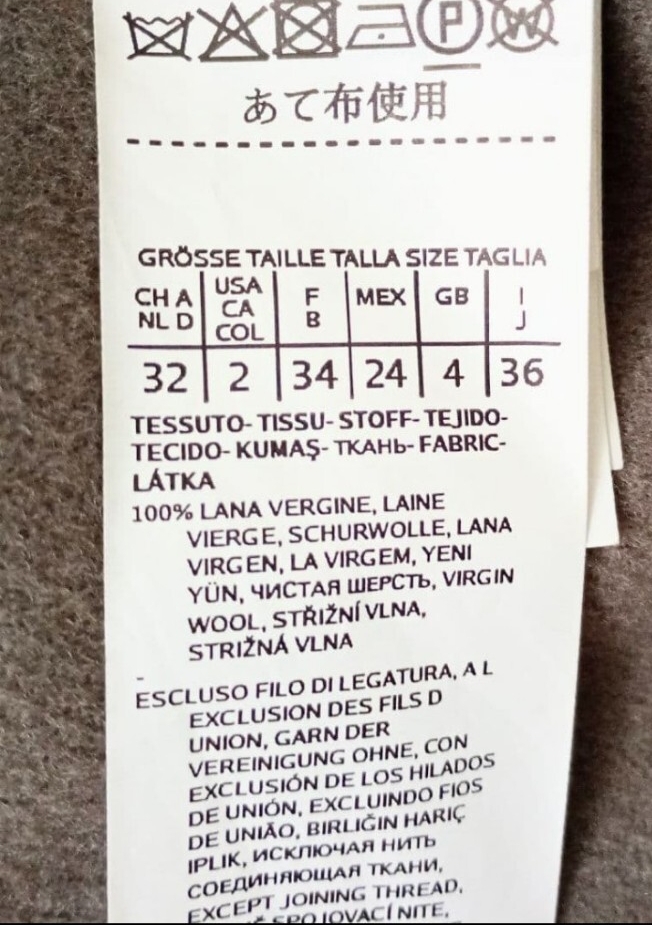 P W
あて布使用
GRÖSSE TAILLE TALLA SIZE TAGLIA
CH A NL D USA CA COL F B MEX GB I J
32 2 34 24 4 36
TESSUTO- TISSU- STOFF- TEJIDO-
TECIDO- KUMAŞ- ТКАНЬ- FABRIC-
LÁTKA
100% LANA VERGINE, LAINE
VIERGE, SCHURWOLLE, LANA
VIRGEN, LA VIRGEM, YENI
YÜN, ЧИСТАЯ ШЕРСТЬ, VIRGIN
WOOL, STŘIŽNÍ VLNA,
STRIŽNÁ VLNA
-
ESCLUSO FILO DI LEGATURA, A L
EXCLUSION DES FILS D
UNION, GARN DER
VEREINIGUNG OHNE, CON
EXCLUSIÓN DE LOS HILADOS
DE UNIÓN, EXCLUINDO FIOS
DE UNIÃO, BIRLIĞIN HARIÇ
IPLIK, ИСКЛЮЧАЯ НИТЬ
СОЕДИНЯЮЩАЯ ТКАНИ,
EXCEPT JOINING THREAD,
SPOJOVACÍ NITE,